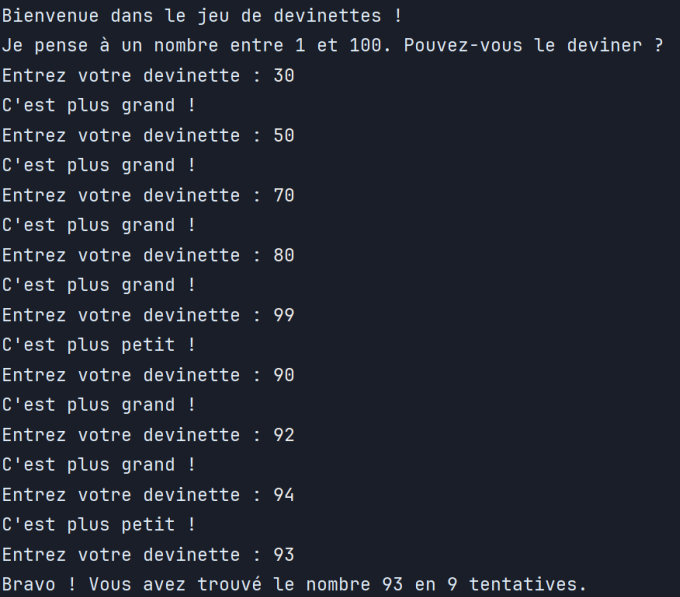 Bienvenue dans le jeu de devinettes !
Je pense à un nombre entre 1 et 100. Pouvez-vous le deviner ?
Entrez votre devinette : 30
C'est plus grand !
Entrez votre devinette : 50
C'est plus grand !
Entrez votre devinette : 70
C'est plus grand !
Entrez votre devinette : 80
C'est plus grand !
Entrez votre devinette : 99
C'est plus petit !
Entrez votre devinette : 90
C'est plus grand !
Entrez votre devinette : 92
C'est plus grand !
Entrez votre devinette : 94
C'est plus petit !
Entrez votre devinette : 93
Bravo ! Vous avez trouvé le nombre 93 en 9 tentatives.